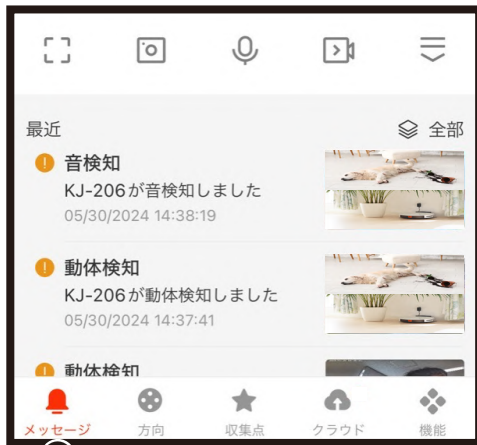 最近
全部
音検知
KJ-206が音検知しました
05/30/2024 14:38:19
動体検知
KJ-206が動体検知しました
05/30/2024 14:37:41
動体検知
メッセージ
方向
収集点
クラウド
機能